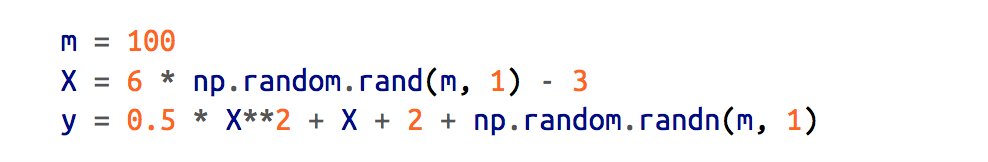 m = 100
X = 6 * np.random.rand(m, 1) - 3
y = 0.5 * X**2 + X + 2 + np.random.randn(m, 1)